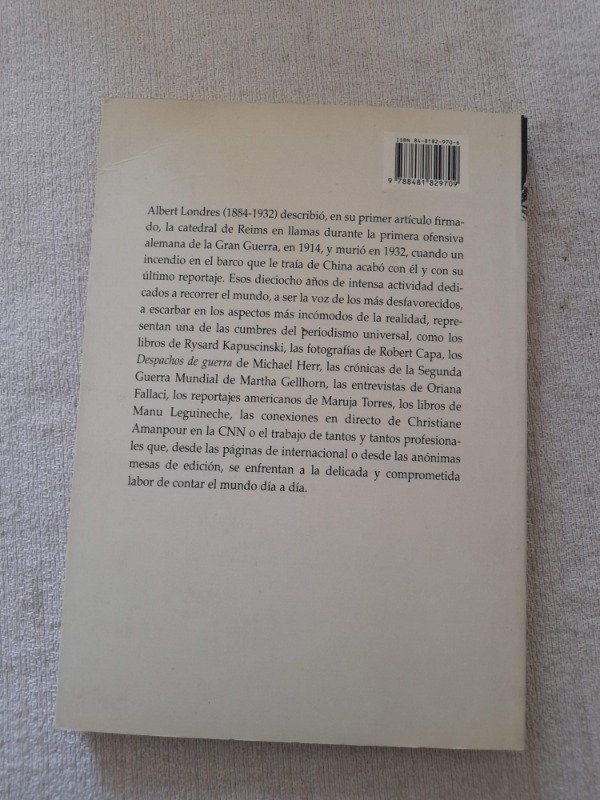 ISBN 84-8182-970-6
9 788481 829709
Albert Londres (1884-1932) describió, en su primer artículo firma-
do, la catedral de Reims en llamas durante la primera ofensiva
alemana de la Gran Guerra, en 1914, y murió en 1932, cuando un
incendio en el barco que le traía de China acabó con él y con su
último reportaje. Esos dieciocho años de intensa actividad dedi-
cados a recorrer el mundo, a ser la voz de los más desfavorecidos,
a escarbar en los aspectos más incómodos de la realidad, repre-
sentan una de las cumbres del periodismo universal, como los
libros de Rysard Kapuscinski, las fotografías de Robert Capa, los
Despachos de guerra de Michael Herr, las crónicas de la Segunda
Guerra Mundial de Martha Gellhorn, las entrevistas de Oriana
Fallaci, los reportajes americanos de Maruja Torres, los libros de
Manu Leguineche, las conexiones en directo de Christiane
Amanpour en la CNN o el trabajo de tantos y tantos profesiona-
les que, desde las páginas de internacional o desde las anónimas
mesas de edición, se enfrentan a la delicada y comprometida
labor de contar el mundo día a día.